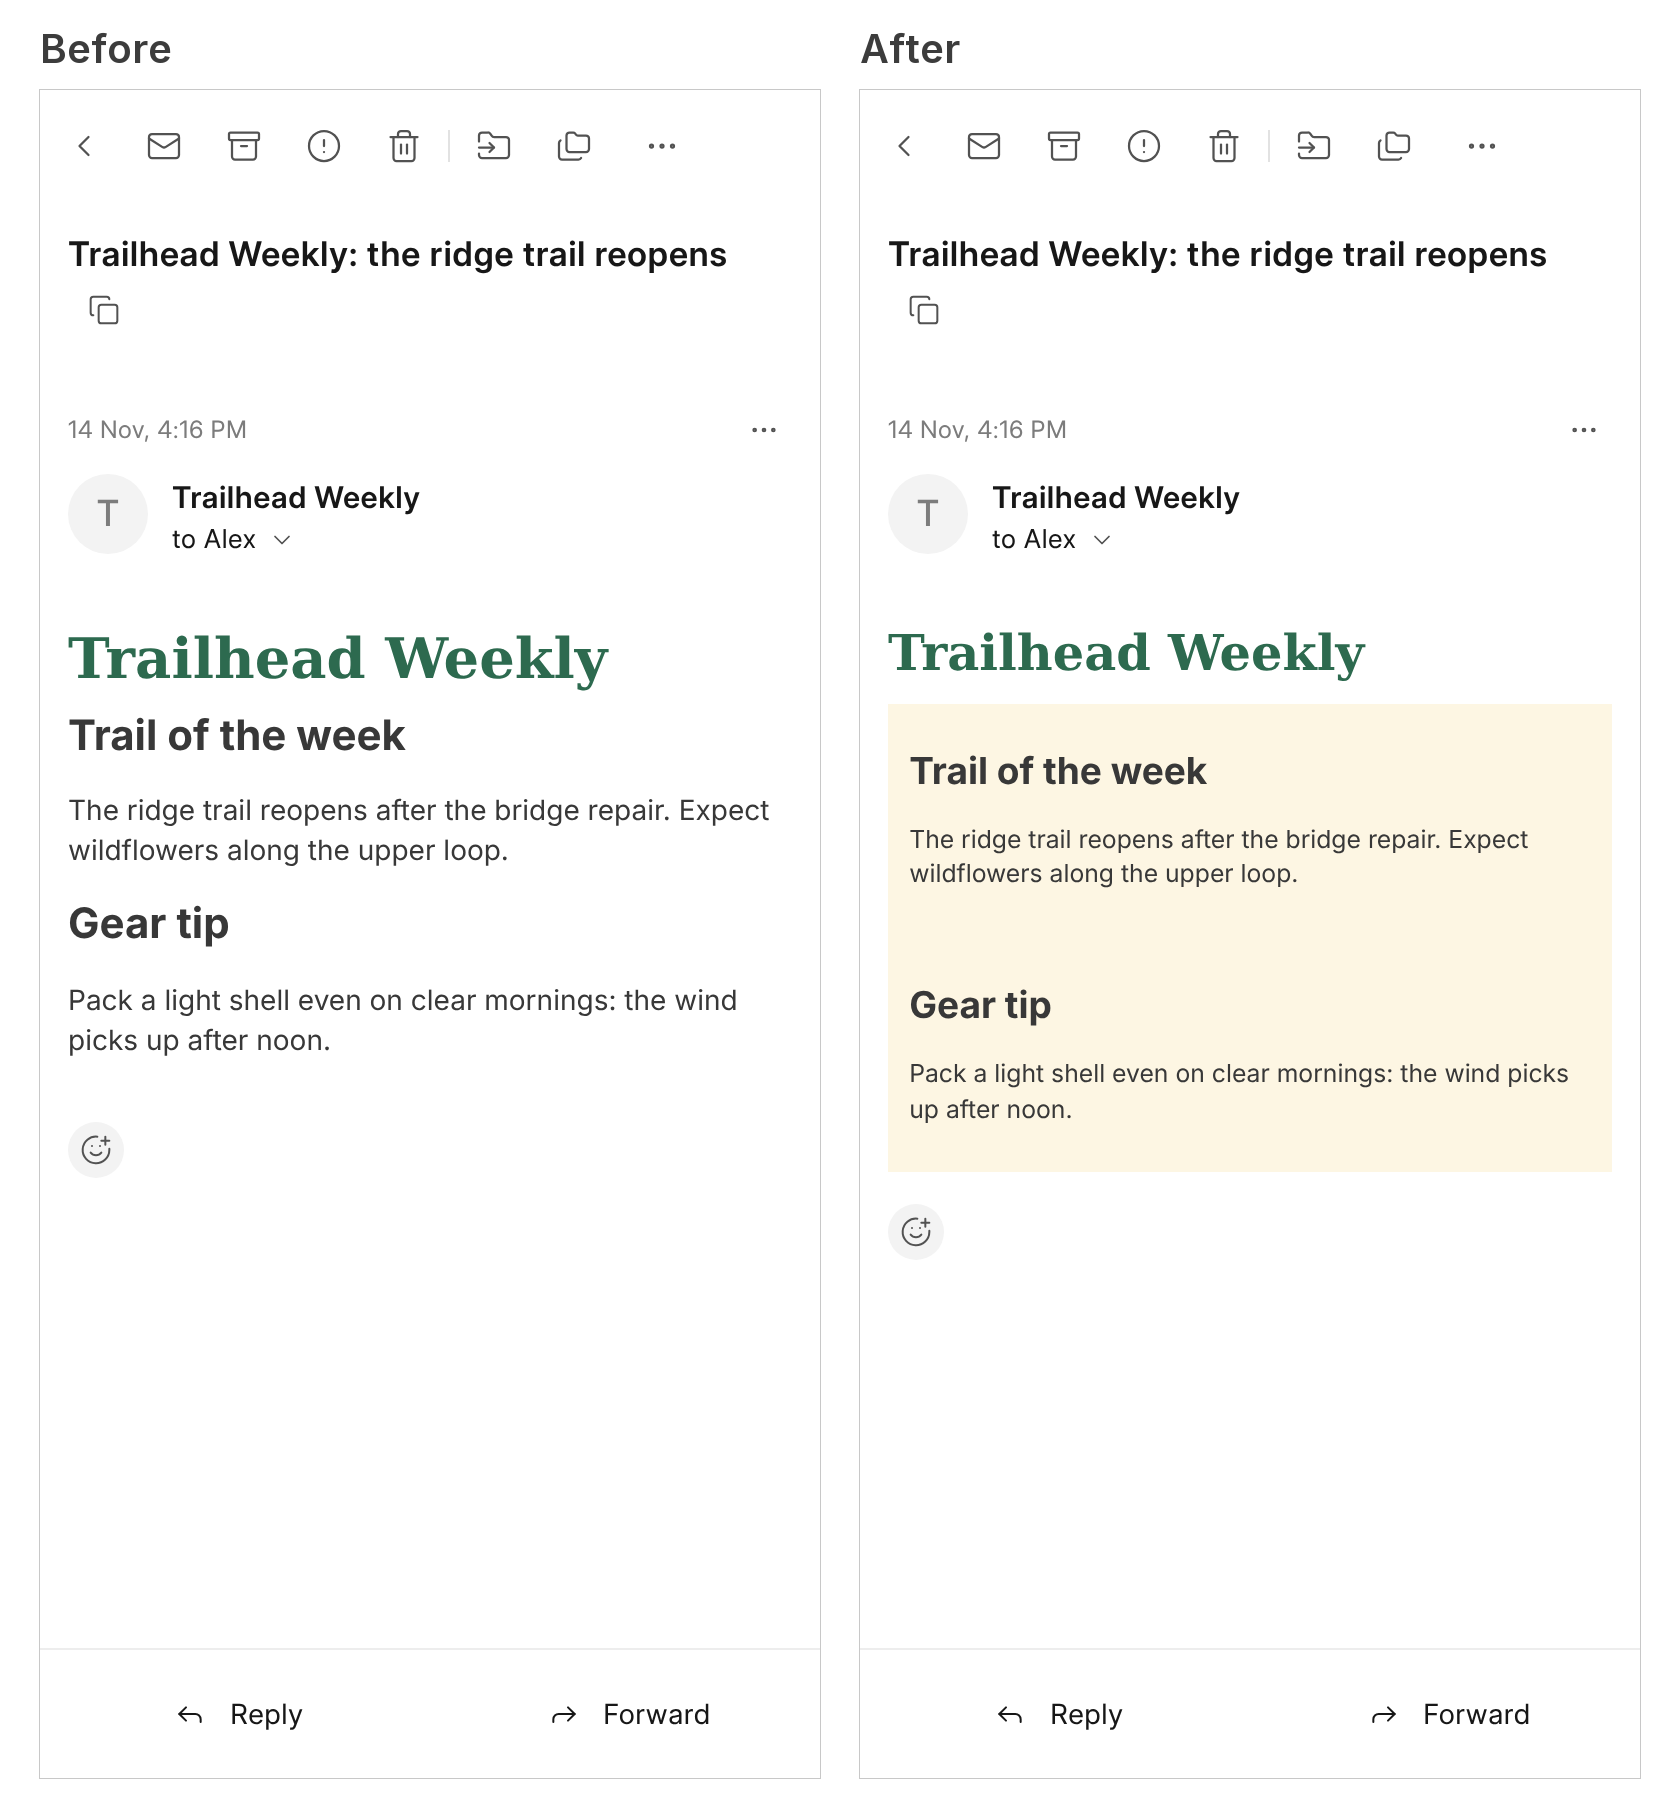 Before
Trailhead Weekly: the ridge trail reopens
14 Nov, 4:16 PM
T
Trailhead Weekly
to Alex
Trailhead Weekly
Trail of the week
The ridge trail reopens after the bridge repair. Expect
wildflowers along the upper loop.
Gear tip
Pack a light shell even on clear mornings: the wind
picks up after noon.
Reply
Forward
After
Trailhead Weekly: the ridge trail reopens
14 Nov, 4:16 PM
T
Trailhead Weekly
to Alex
Trailhead Weekly
Trail of the week
The ridge trail reopens after the bridge repair. Expect
wildflowers along the upper loop.
Gear tip
Pack a light shell even on clear mornings: the wind picks
up after noon.
Reply
Forward